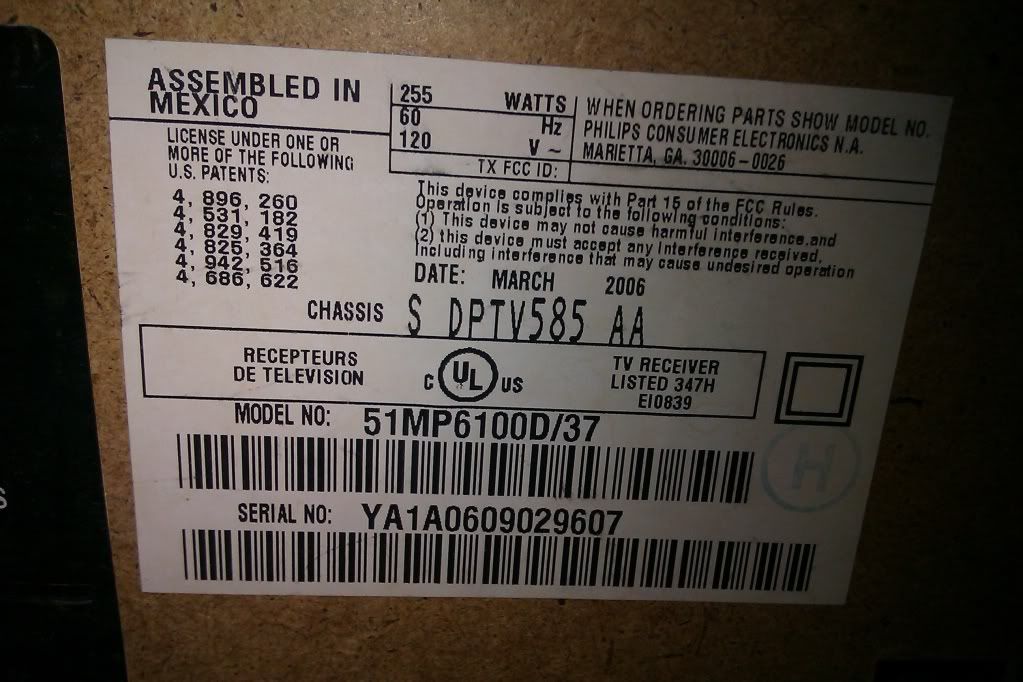 ASSEMBLED IN
MEXICO
255 WATTS
60 Hz
120 V ~
TX FCC ID:
WHEN ORDERING PARTS SHOW MODEL NO.
PHILIPS CONSUMER ELECTRONICS N.A.
MARIETTA, GA. 30006-0026
LICENSE UNDER ONE OR
MORE OF THE FOLLOWING
U.S. PATENTS:
4, 896, 260
4, 531, 182
4, 829, 419
4, 825, 364
4, 942, 516
4, 686, 622
This device complies with Part 15 of the FCC Rules.
Operation is subject to the following conditions:
(1) This device may not cause harmful interference,and
(2) this device must accept any interference received,
Including interference that may cause undesired operation
DATE: MARCH 2006
CHASSIS S DPTV585 AA
RECEPTEURS
DE TELEVISION
C UL US
TV RECEIVER
LISTED 347H
EI0839
MODEL NO: 51MP6100D/37
H
SERIAL NO: YA1A0609029607
S